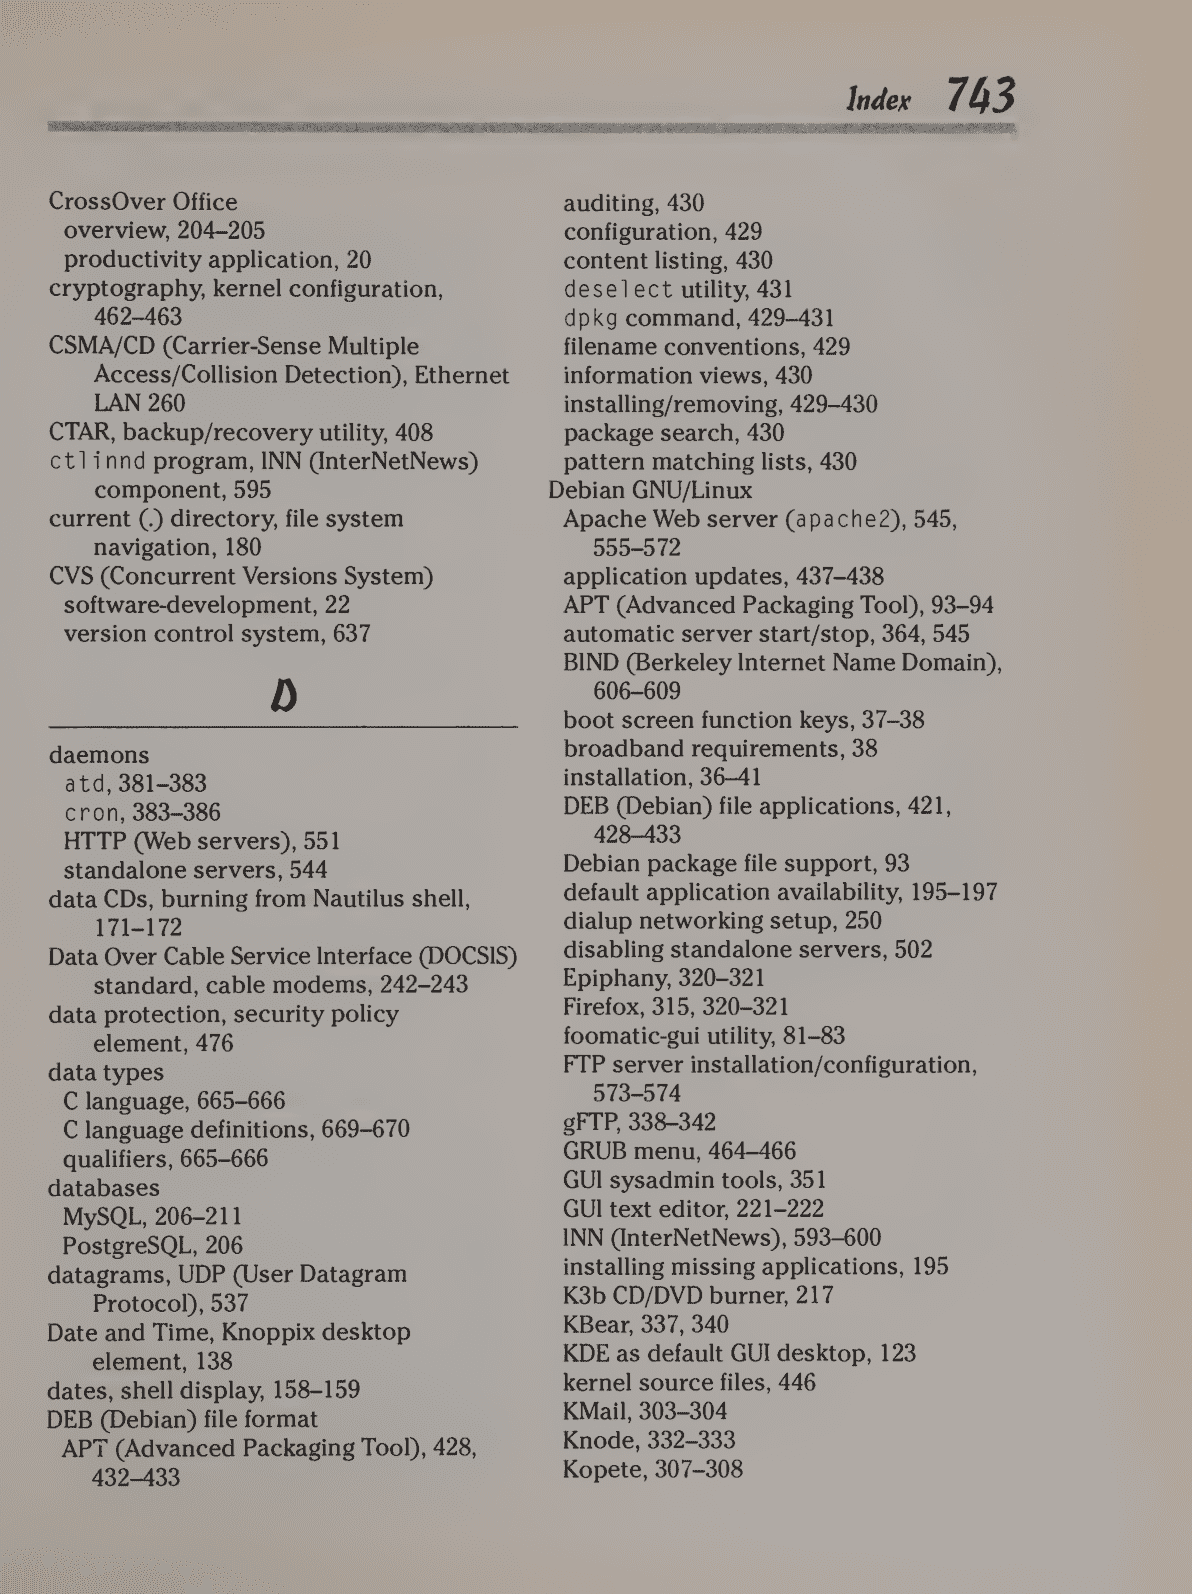 Index 743
CrossOver Office
overview, 204–205
productivity application, 20
cryptography, kernel configuration,
462–463
CSMA/CD (Carrier-Sense Multiple
Access/Collision Detection), Ethernet
LAN 260
CTAR, backup/recovery utility, 408
ctlinnd program, INN (InterNetNews)
component, 595
current (.) directory, file system
navigation, 180
CVS (Concurrent Versions System)
software-development, 22
version control system, 637
D
daemons
atd, 381–383
cron, 383–386
HTTP (Web servers), 551
standalone servers, 544
data CDs, burning from Nautilus shell,
171–172
Data Over Cable Service Interface (DOCSIS)
standard, cable modems, 242–243
data protection, security policy
element, 476
data types
C language, 665–666
C language definitions, 669–670
qualifiers, 665–666
databases
MySQL, 206–211
PostgreSQL, 206
datagrams, UDP (User Datagram
Protocol), 537
Date and Time, Knoppix desktop
element, 138
dates, shell display, 158–159
DEB (Debian) file format
APT (Advanced Packaging Tool), 428,
432–433
auditing, 430
configuration, 429
content listing, 430
deselect utility, 431
dpkg command, 429–431
filename conventions, 429
information views, 430
installing/removing, 429–430
package search, 430
pattern matching lists, 430
Debian GNU/Linux
Apache Web server (apache2), 545,
555–572
application updates, 437–438
APT (Advanced Packaging Tool), 93–94
automatic server start/stop, 364, 545
BIND (Berkeley Internet Name Domain),
606–609
boot screen function keys, 37–38
broadband requirements, 38
installation, 36–41
DEB (Debian) file applications, 421,
428–433
Debian package file support, 93
default application availability, 195–197
dialup networking setup, 250
disabling standalone servers, 502
Epiphany, 320–321
Firefox, 315, 320–321
foomatic-gui utility, 81–83
FTP server installation/configuration,
573–574
gFTP, 338–342
GRUB menu, 464–466
GUI sysadmin tools, 351
GUI text editor, 221–222
INN (InterNetNews), 593–600
installing missing applications, 195
K3b CD/DVD burner, 217
KBear, 337, 340
KDE as default GUI desktop, 123
kernel source files, 446
KMail, 303–304
Knode, 332–333
Kopete, 307–308